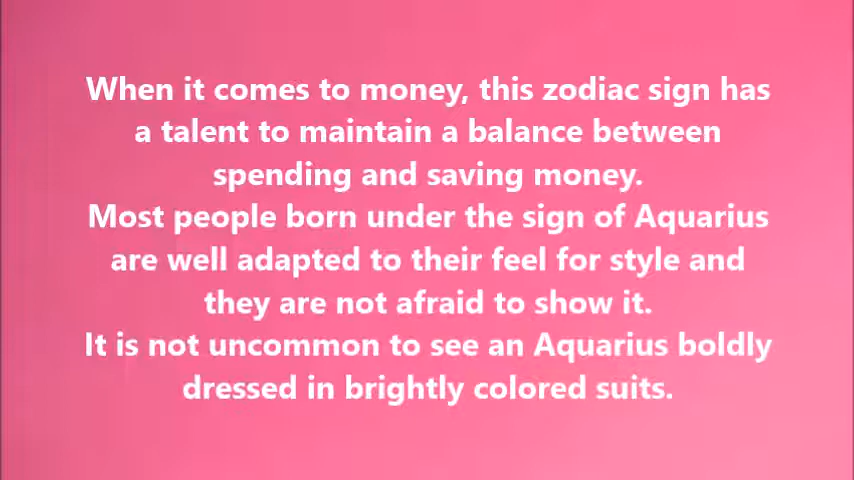 When it comes to money, this zodiac sign has
a talent to maintain a balance between
spending and saving money.
Most people born under the sign of Aquarius
are well adapted to their feel for style and
they are not afraid to show it.
It is not uncommon to see an Aquarius boldly
dressed in brightly colored suits.